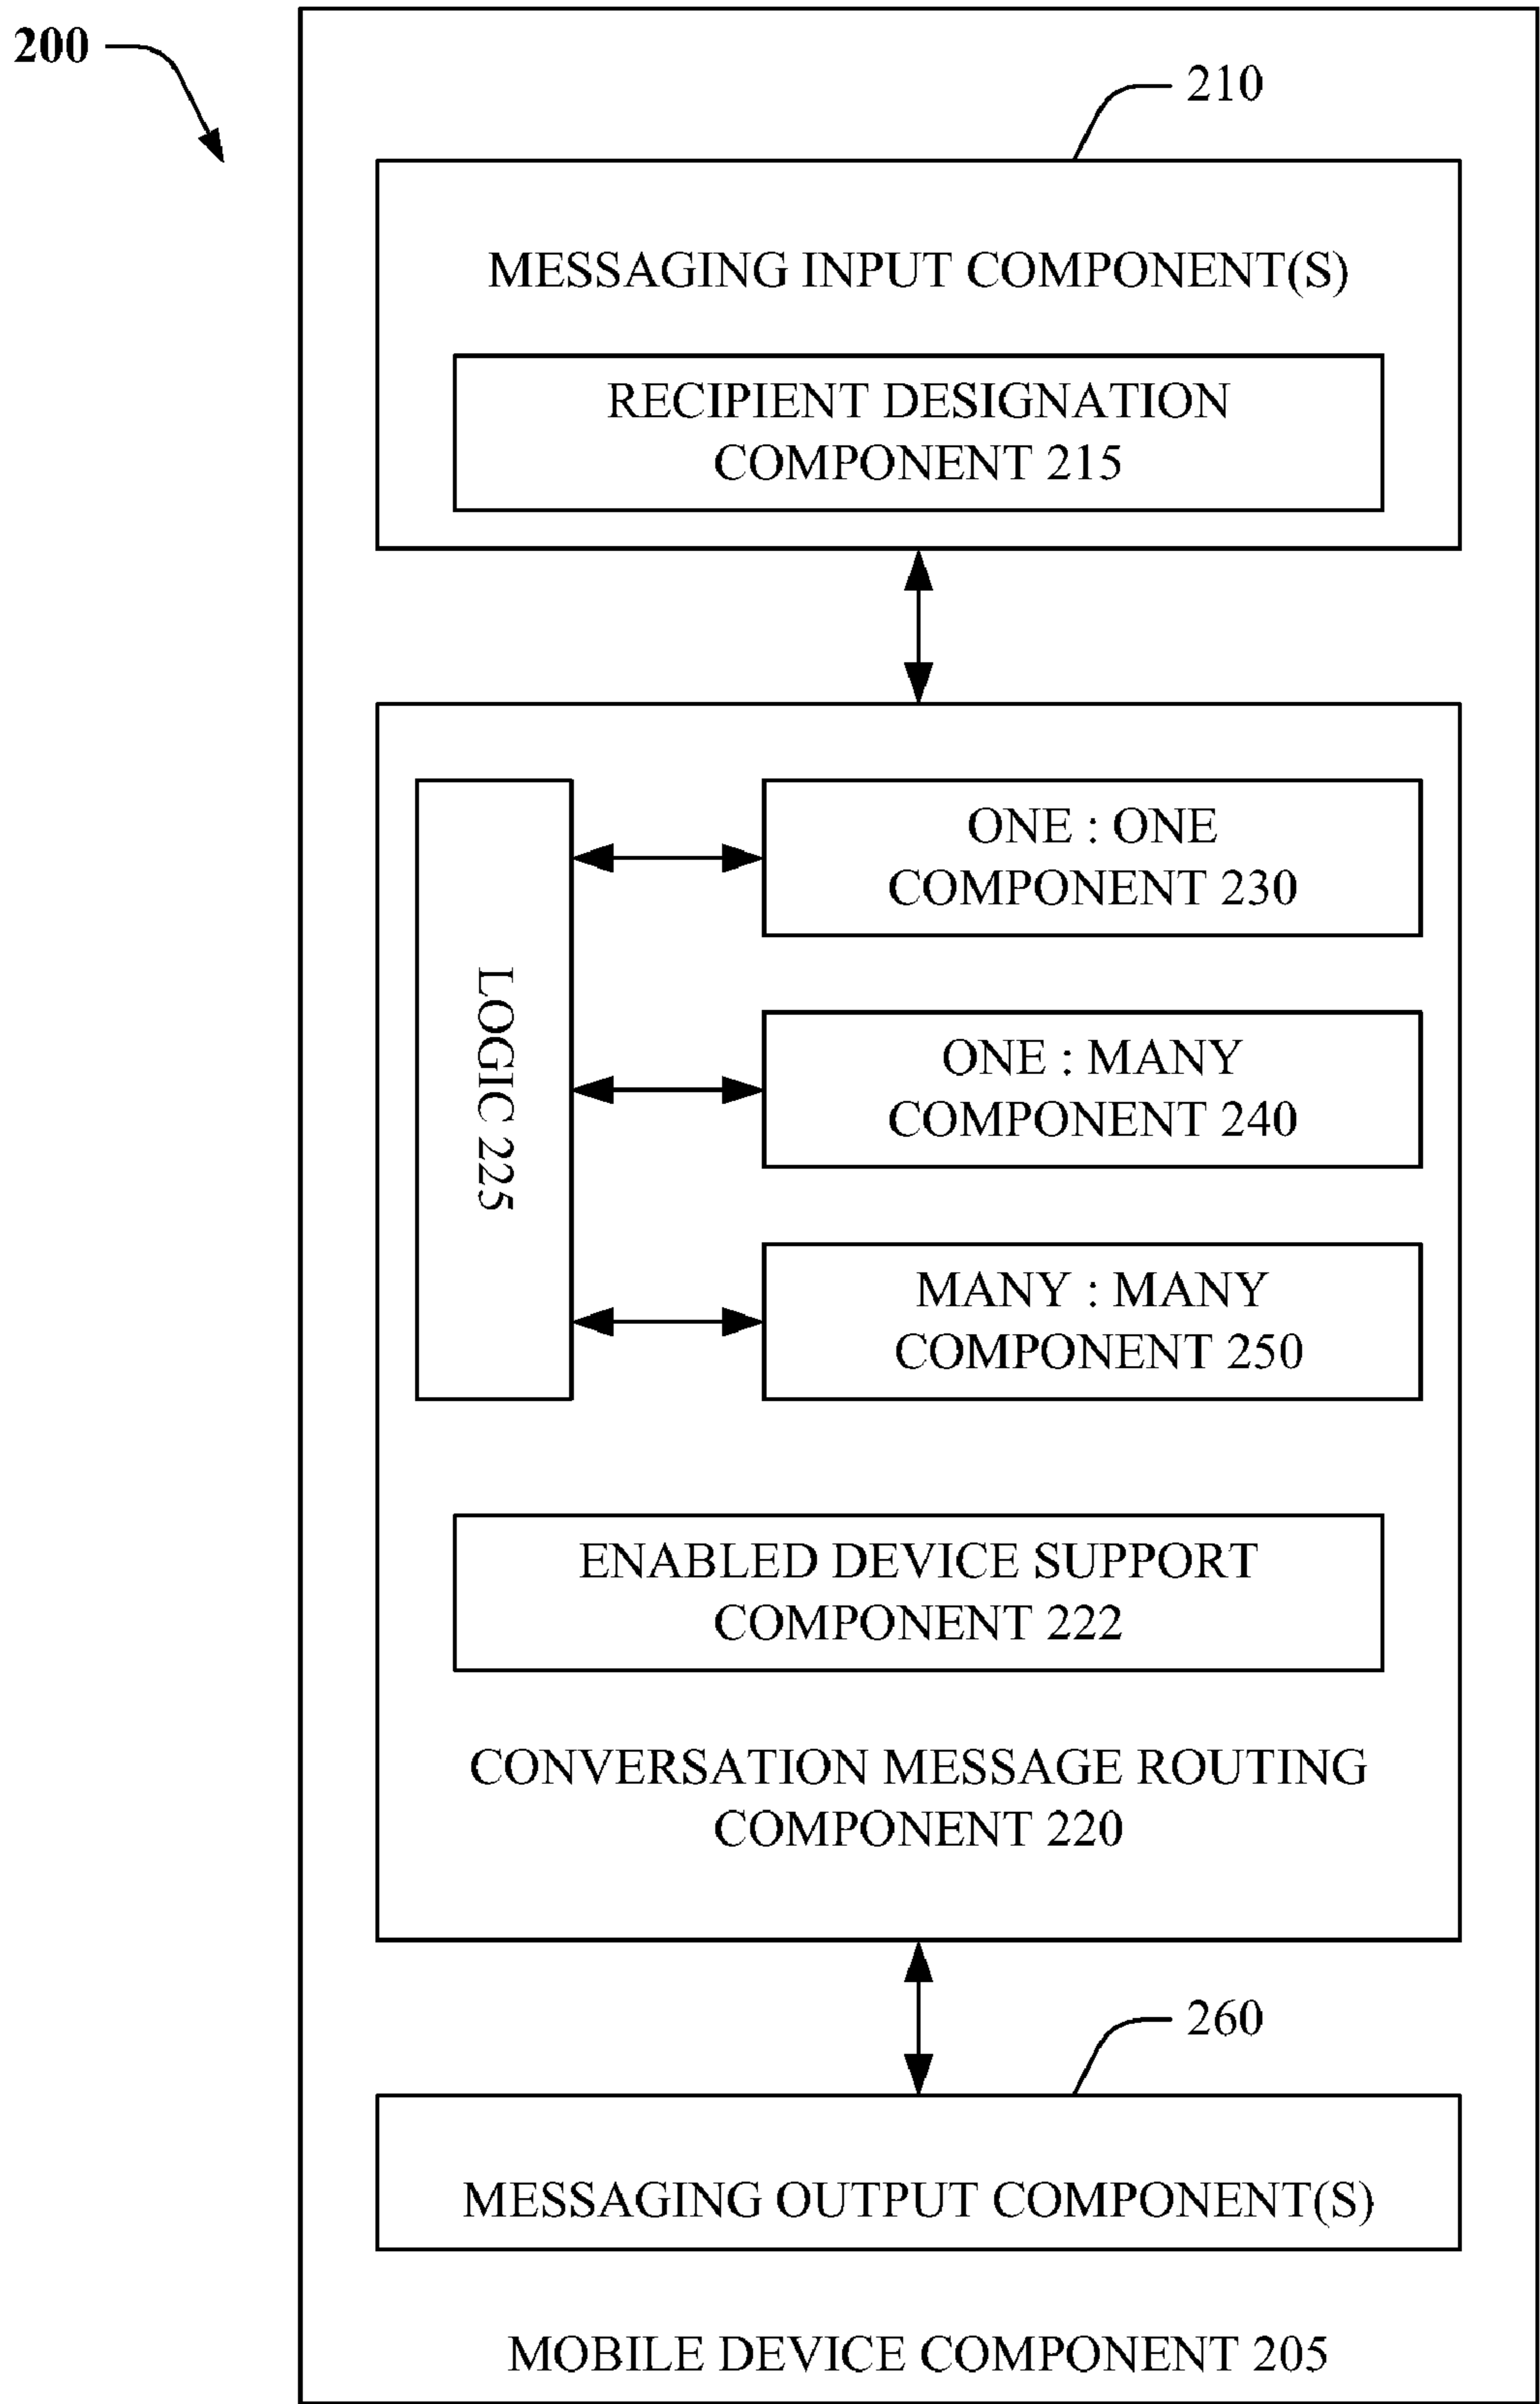 200
210
MESSAGING INPUT COMPONENT(S)
RECIPIENT DESIGNATION
COMPONENT 215
LOGIC 225
ONE : ONE
COMPONENT 230
ONE : MANY
COMPONENT 240
MANY : MANY
COMPONENT 250
ENABLED DEVICE SUPPORT
COMPONENT 222
CONVERSATION MESSAGE ROUTING
COMPONENT 220
260
MESSAGING OUTPUT COMPONENT(S)
MOBILE DEVICE COMPONENT 205